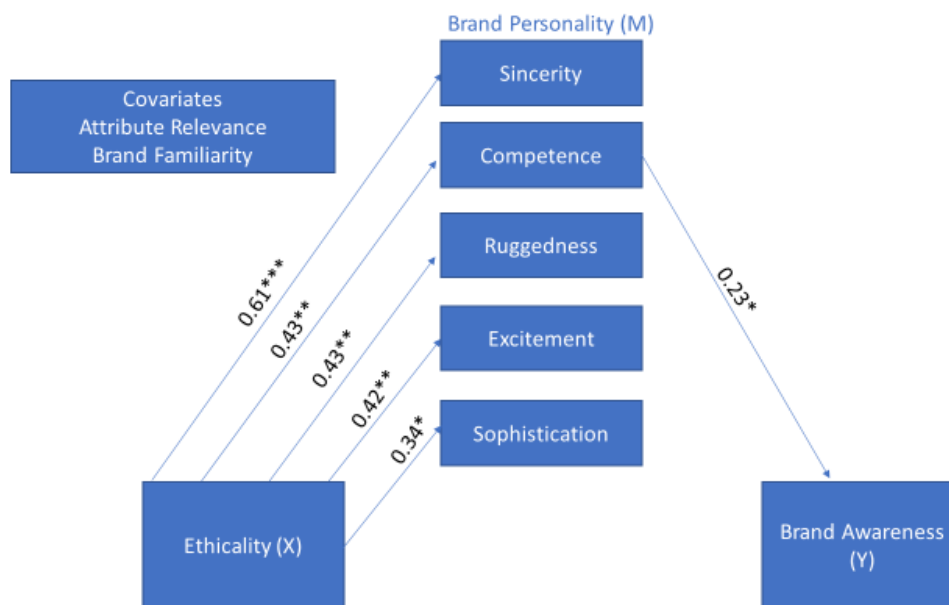 Brand Personality (M)
Sincerity
Covariates
Attribute Relevance
Brand Familiarity
Competence
Ruggedness
Excitement
Sophistication
0.61***
0.43**
0.43**
0.42**
0.34*
0.23*
Ethicality (X)
Brand Awareness
(Y)